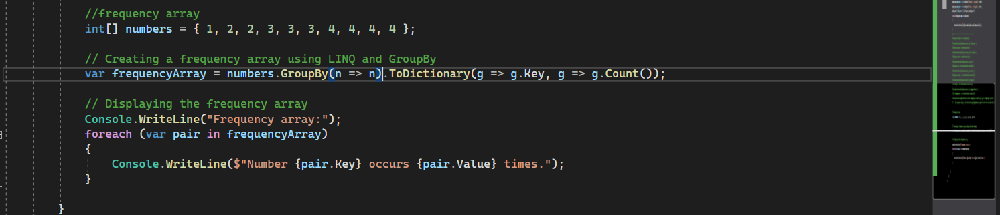 //frequency array
int[] numbers = { 1, 2, 2, 3, 3, 3, 4, 4, 4, 4 };
// Creating a frequency array using LINQ and GroupBy
var frequencyArray = numbers.GroupBy(n => n).ToDictionary(g => g.Key, g => g.Count());
// Displaying the frequency array
Console.WriteLine("Frequency array:");
foreach (var pair in frequencyArray)
{
Console.WriteLine($"Number {pair.Key} occurs {pair.Value} times.");
}
}